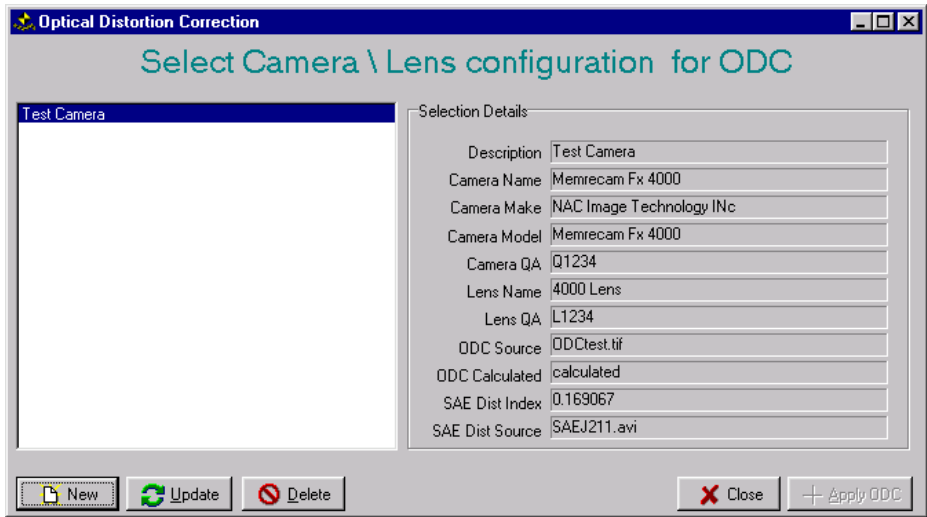 Optical Distortion Correction
Select Camera \ Lens configuration for ODC
Test Camera
Selection Details
Description Test Camera
Camera Name Memrecam Fx 4000
Camera Make NAC Image Technology INc
Camera Model Memrecam Fx 4000
Camera QA Q1234
Lens Name 4000 Lens
Lens QA L1234
ODC Source ODCtest.tif
ODC Calculated calculated
SAE Dist Index 0.169067
SAE Dist Source SAEJ211.avi
New Update Delete Close Apply ODC